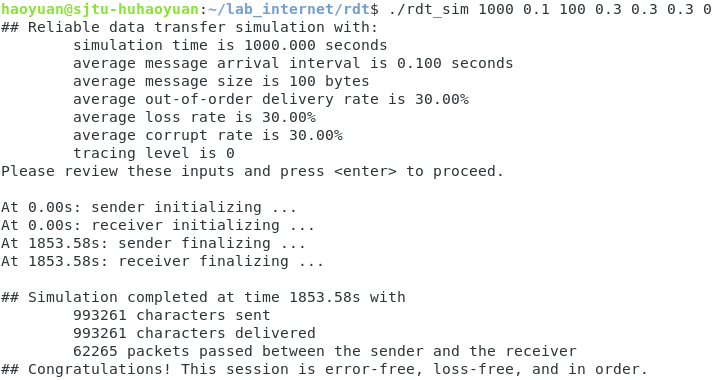 haoyuan@sjtu-huhaoyuan:~/lab_internet/rdt$ ./rdt_sim 1000 0.1 100 0.3 0.3 0.3 0
## Reliable data transfer simulation with:
simulation time is 1000.000 seconds
average message arrival interval is 0.100 seconds
average message size is 100 bytes
average out-of-order delivery rate is 30.00%
average loss rate is 30.00%
average corrupt rate is 30.00%
tracing level is 0
Please review these inputs and press <enter> to proceed.
At 0.00s: sender initializing ...
At 0.00s: receiver initializing ...
At 1853.58s: sender finalizing ...
At 1853.58s: receiver finalizing ...
## Simulation completed at time 1853.58s with
993261 characters sent
993261 characters delivered
62265 packets passed between the sender and the receiver
## Congratulations! This session is error-free, loss-free, and in order.